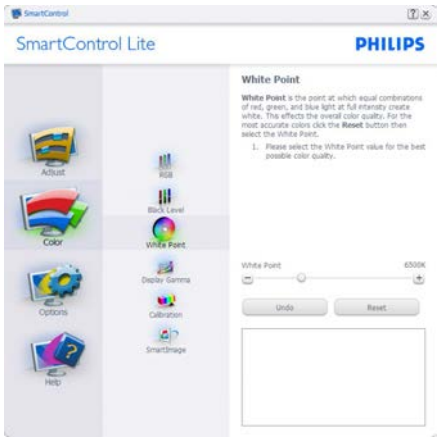 SmartControl
SmartControl Lite
PHILIPS
Adjust
Color
Options
Help
RGB
Black Level
White Point
Display Gamma
Calibration
SmartImage
White Point
White Point is the point at which equal combinations
of red, green, and blue light at full intensity create
white. This effects the overall color quality. For the
most accurate colors click the Reset button then
select the White Point.
1. Please select the White Point value for the best
possible color quality.
White Point 6500K
Undo Reset